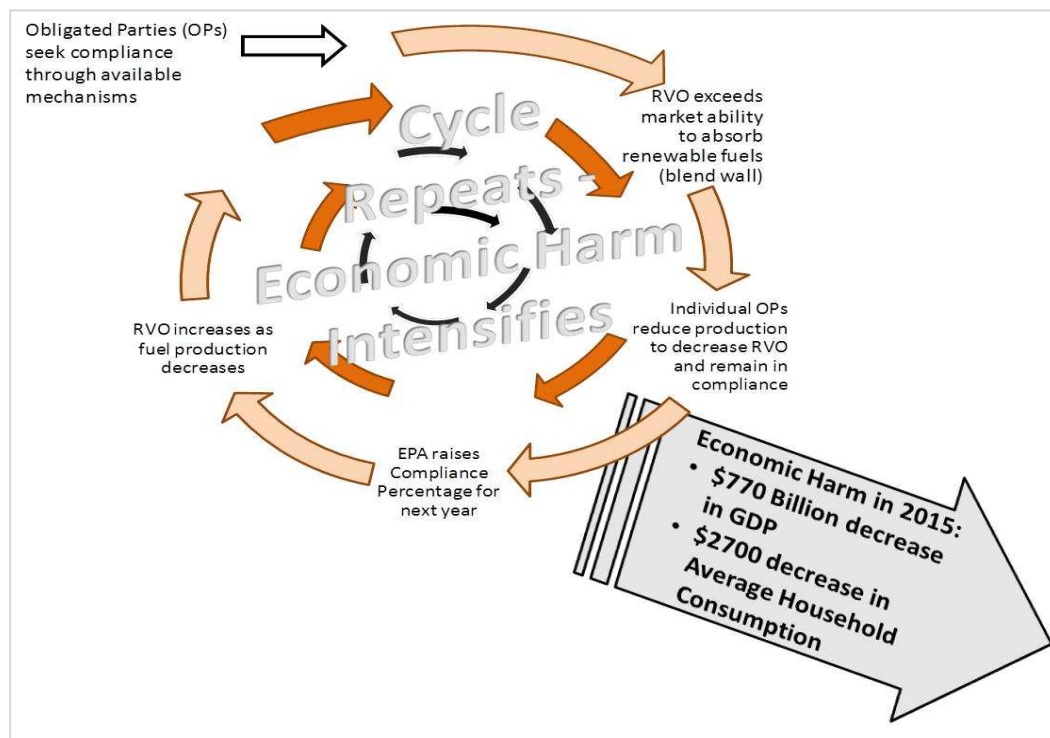 Obligated Parties (OPs)
seek compliance
through available
mechanisms
RVO exceeds
market ability
to absorb
renewable fuels
(blend wall)
Individual OPs
reduce production
to decrease RVO
and remain in
compliance
EPA raises
Compliance
Percentage for
next year
RVO increases as
fuel production
decreases
Cycle
Repats -
Economic Harm
Intensifies
Economic Harm in 2015:
• $770 Billion decrease
in GDP
• $2700 decrease in
Average Household
Consumption